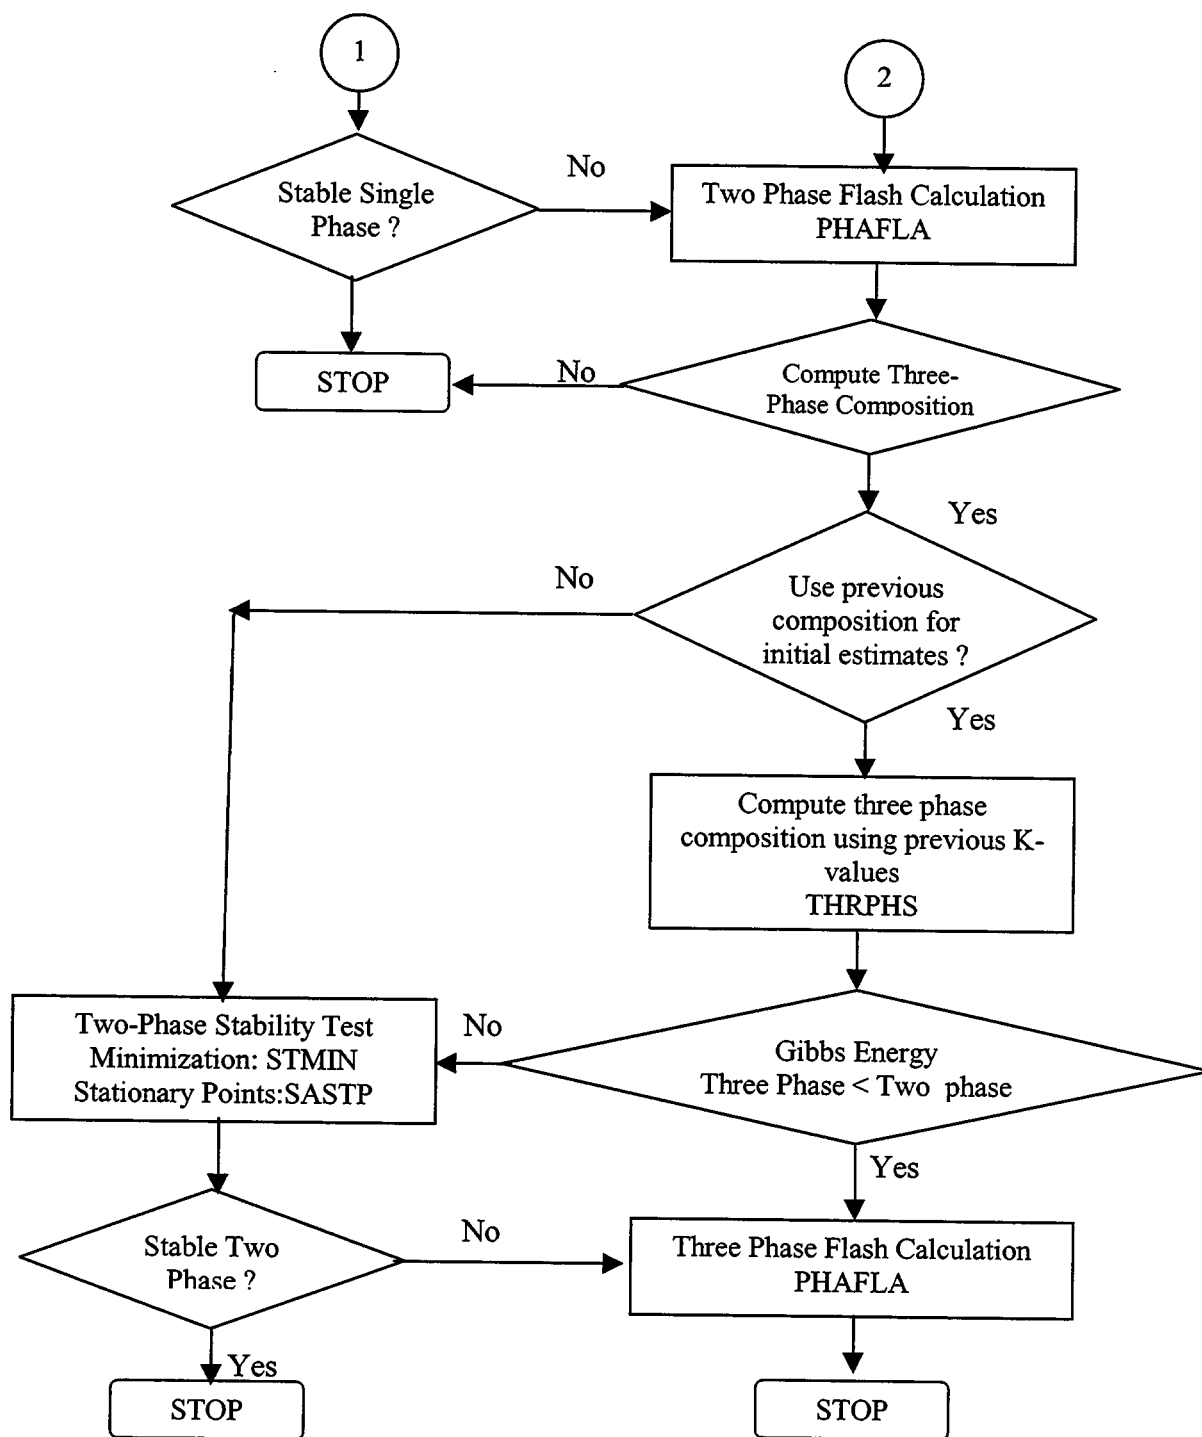 1
2
No
Stable Single
Phase ?
Two Phase Flash Calculation
PHAFLA
STOP
No
Compute Three-
Phase Composition
Yes
No
Use previous
composition for
initial estimates ?
Yes
Compute three phase
composition using previous K-
values
THRPHS
Two-Phase Stability Test
Minimization: STMIN
Stationary Points:SASTP
No
Gibbs Energy
Three Phase < Two phase
Yes
Stable Two
Phase ?
No
Three Phase Flash Calculation
PHAFLA
Yes
STOP
STOP